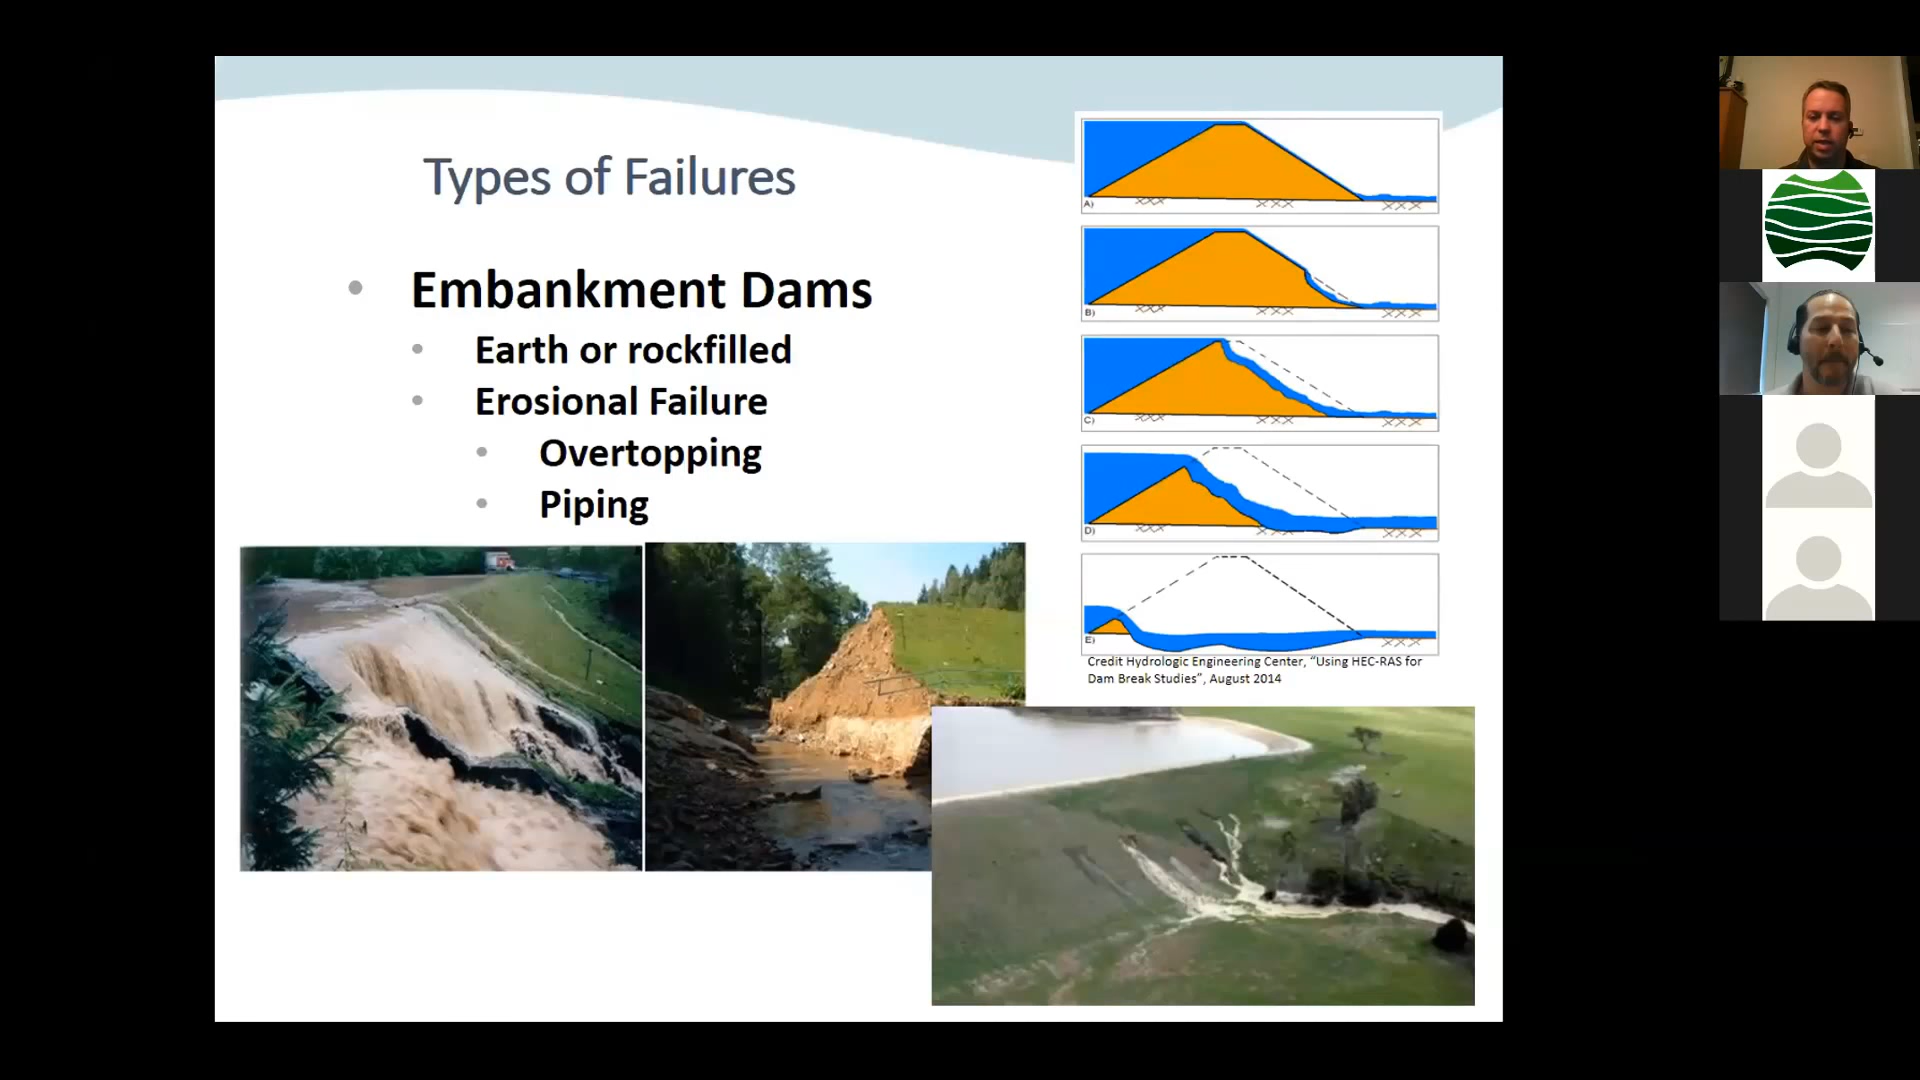 Types of Failures
Embankment Dams
Earth or rockfilled
Erosional Failure
Overtopping
Piping
A)
B)
C)
D)
E)
Credit Hydrologic Engineering Center, “Using HEC-RAS for
Dam Break Studies”, August 2014